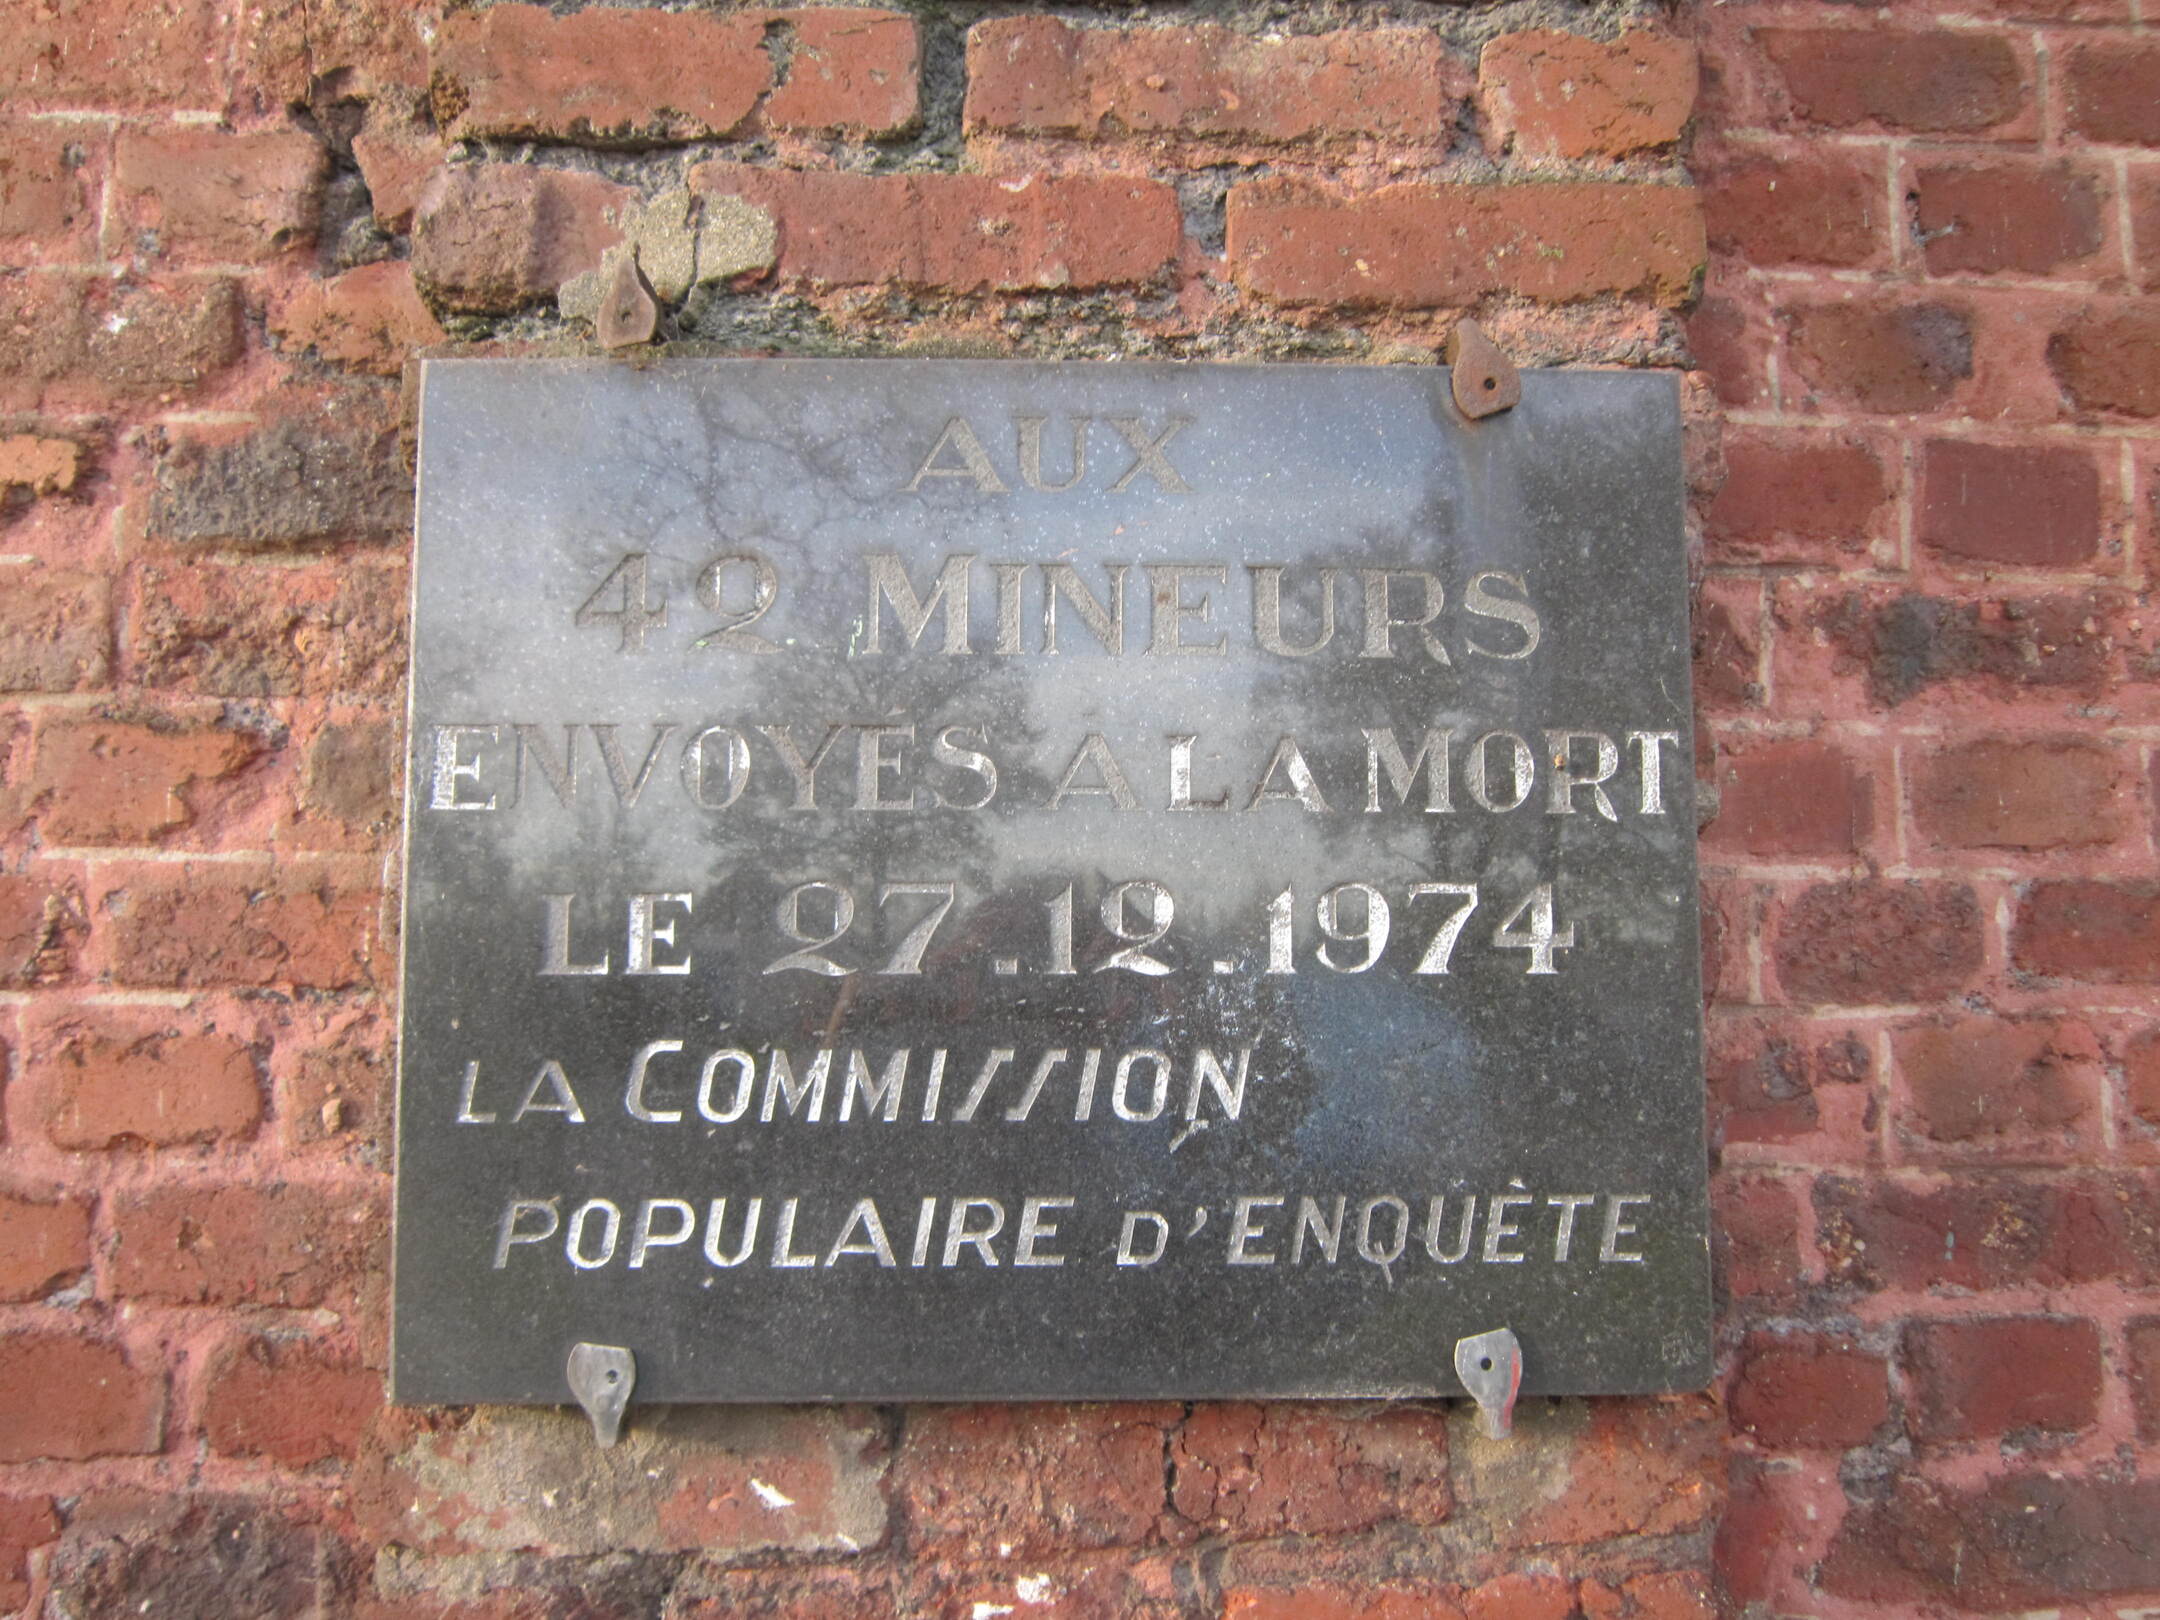 AUX
42 MINEURS
ENVOYÉS A LA MORT
LE 27.12.1974
LA COMMISSION
POPULAIRE D'ENQUÊTE